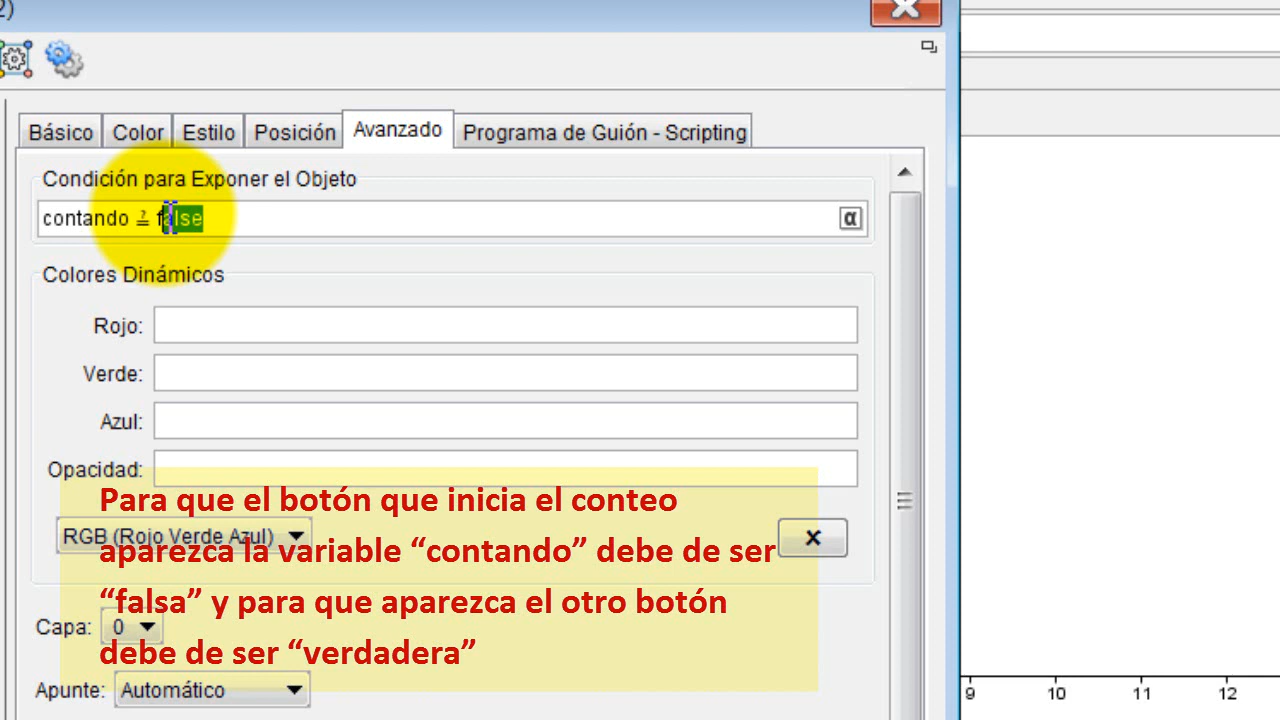 2)
Básico Color Estilo Posición Avanzado Programa de Guión - Scripting
Condición para Exponer el Objeto
contando ≟ false
α
Colores Dinámicos
Rojo:
Verde:
Azul:
Opacidad:
Para que el botón que inicia el conteo
RGB (Rojo Verde Azul)
aparezca la variable “contando” debe de ser
“falsa” y para que aparezca el otro botón
Capa: 0
debe de ser “verdadera”
Apunte: Automático
9 10 11 12